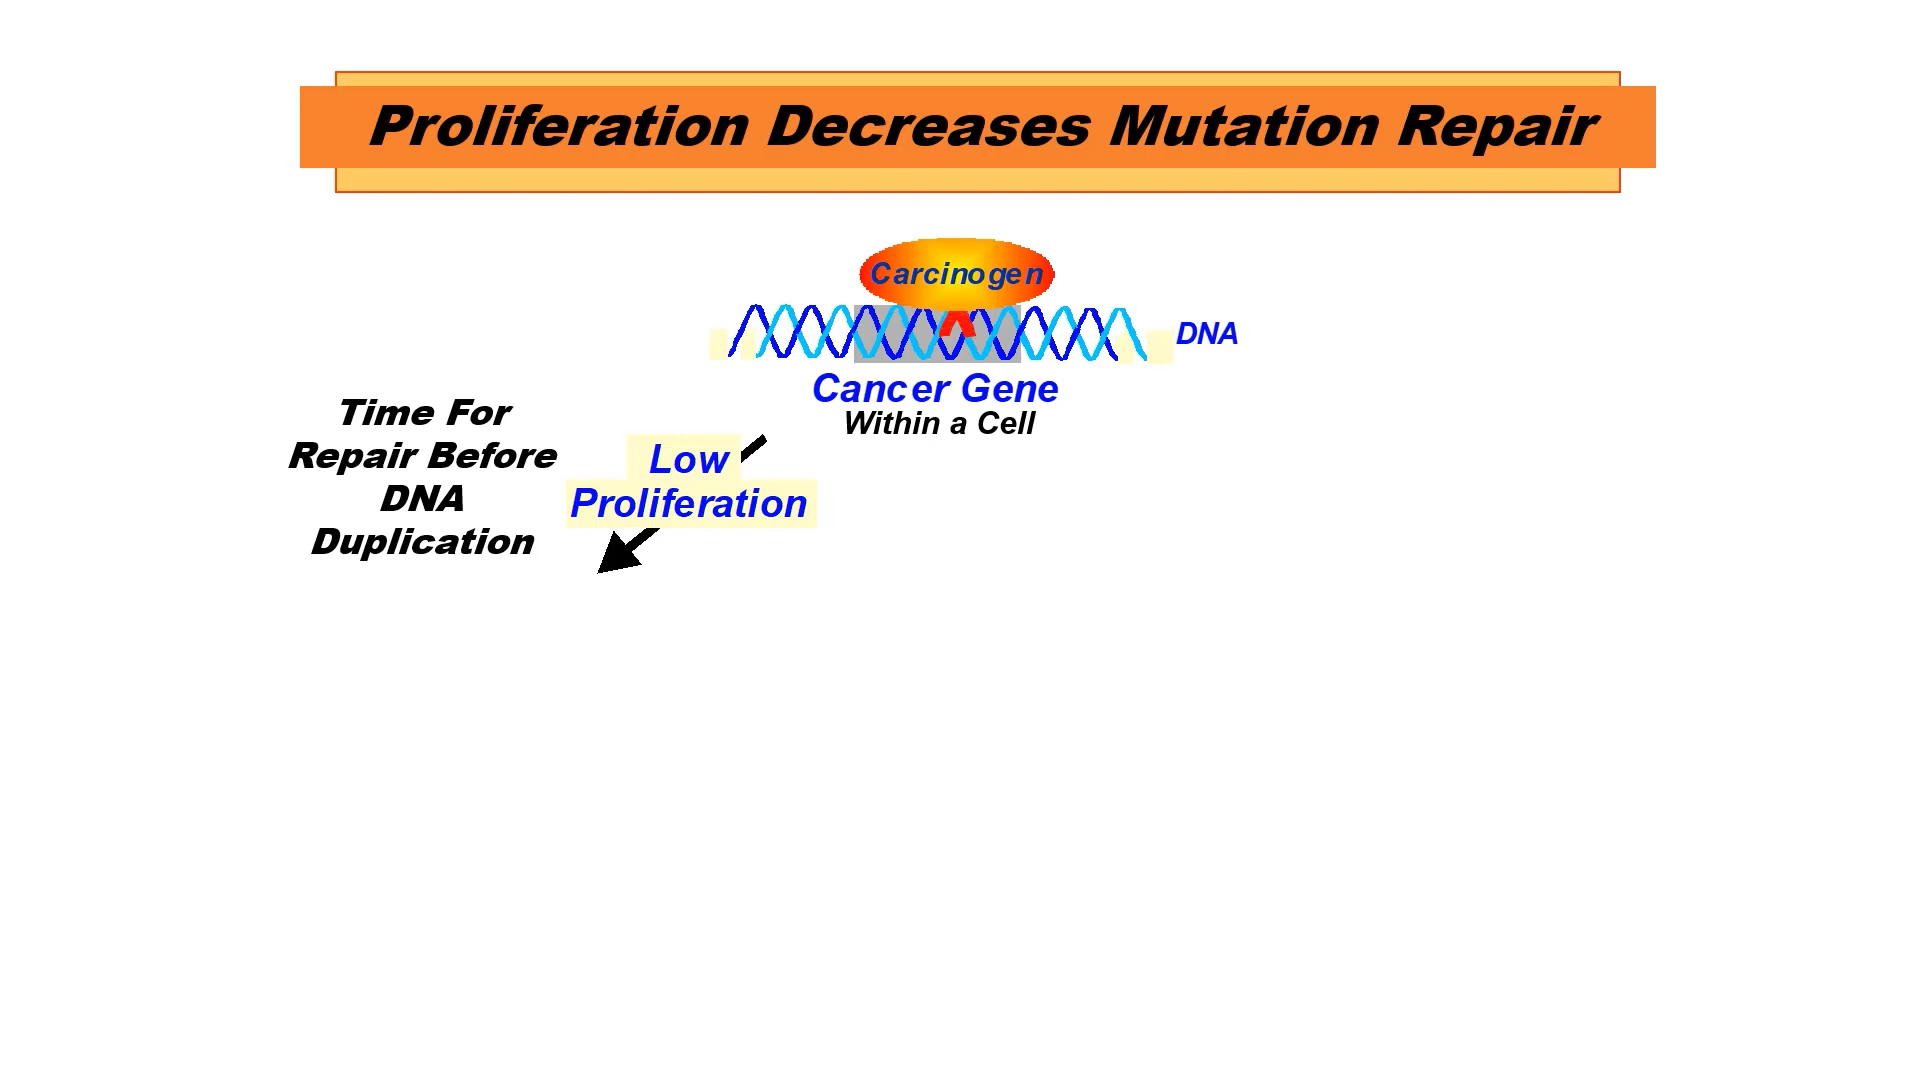 Proliferation Decreases Mutation Repair
Carcinogen
DNA
Cancer Gene
Within a Cell
Time For
Repair Before
DNA
Duplication
Low
Proliferation